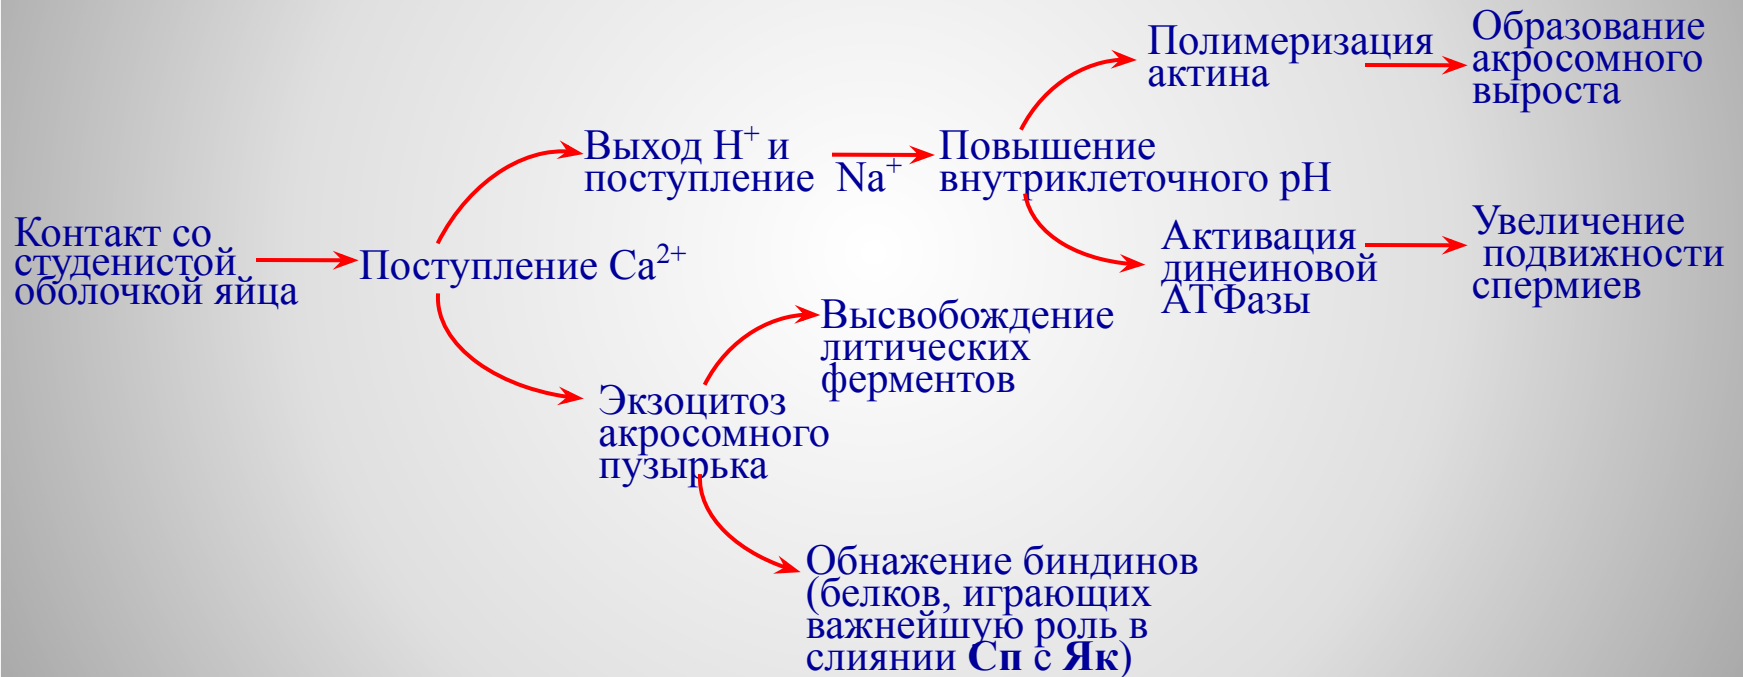 Контакт со
студенистой
оболочкой яйца
Поступление Ca²⁺
Выход H⁺ и
поступление Na⁺
Повышение
внутриклеточного pH
Полимеризация
актина
Образование
акросомного
выроста
Активация
динеиновой
АТФазы
Увеличение
подвижности
спермиев
Экзоцитоз
акросомного
пузырька
Высвобождение
литических
ферментов
Обнажение биндинов
(белков, играющих
важнейшую роль в
слиянии Сп с Як)